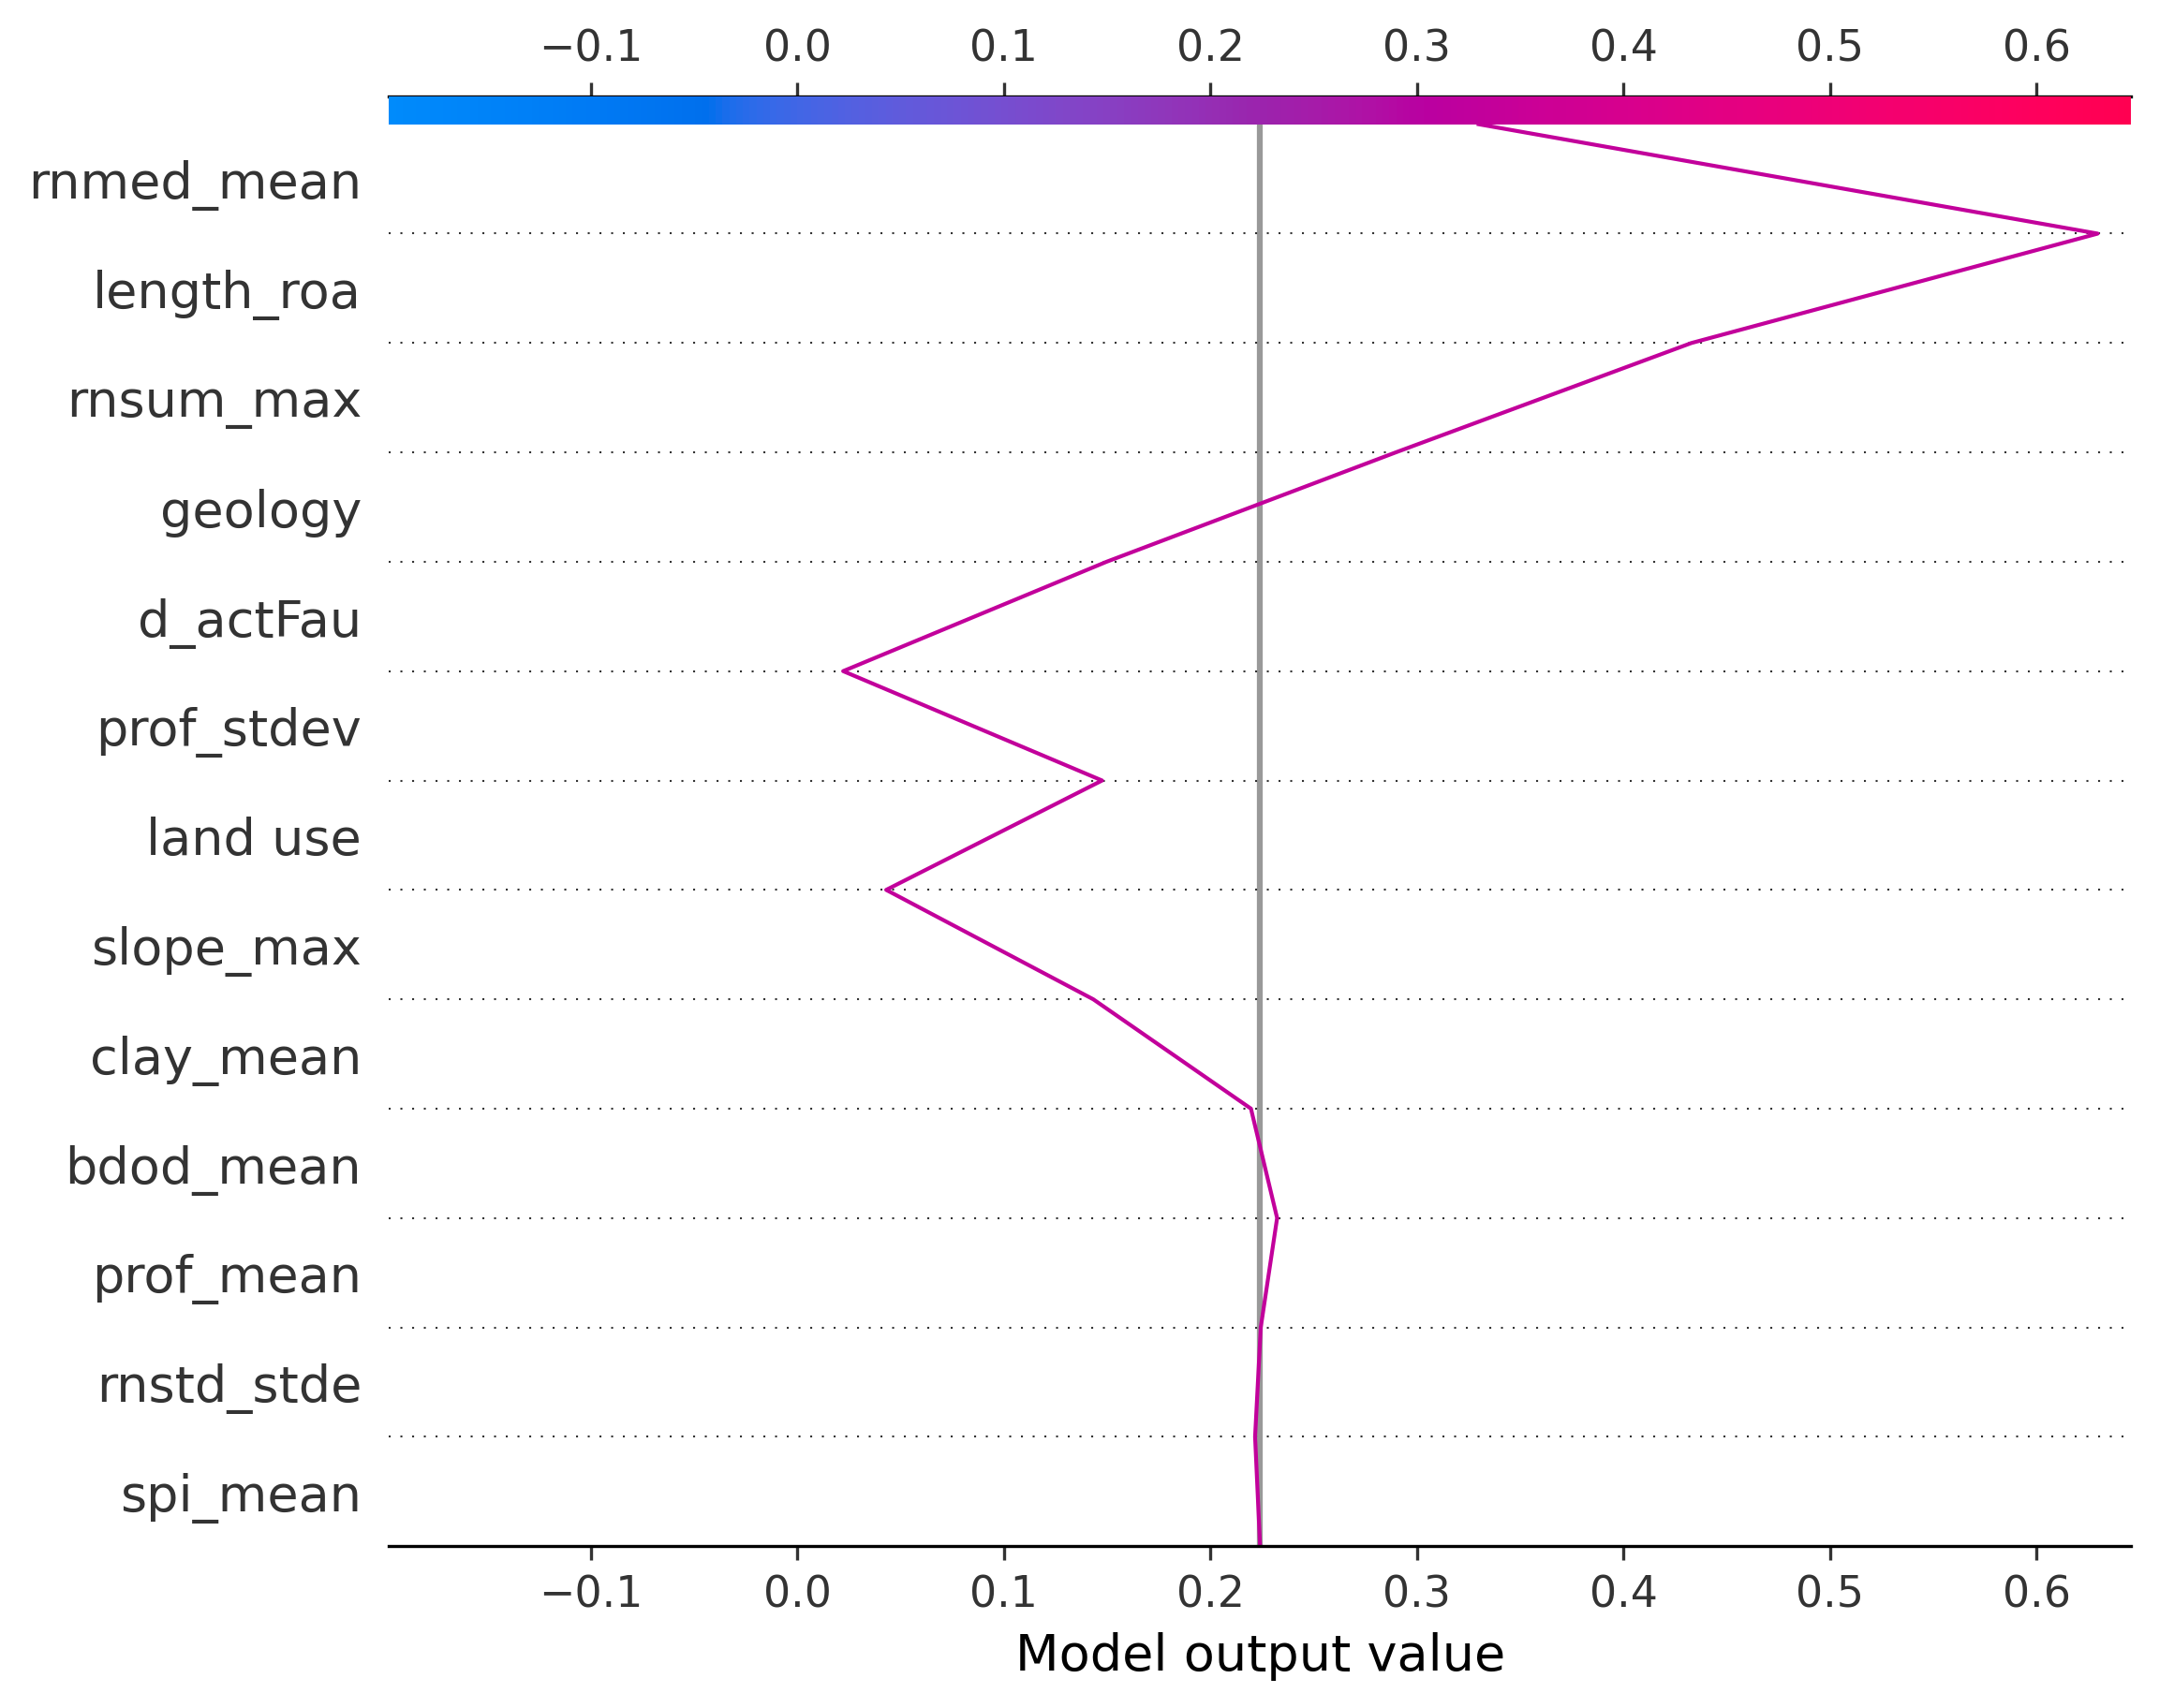 −0.1 0.0 0.1 0.2 0.3 0.4 0.5 0.6
rnmed_mean
length_roa
rnsum_max
geology
d_actFau
prof_stdev
land use
slope_max
clay_mean
bdod_mean
prof_mean
rnstd_stde
spi_mean
−0.1 0.0 0.1 0.2 0.3 0.4 0.5 0.6
Model output value